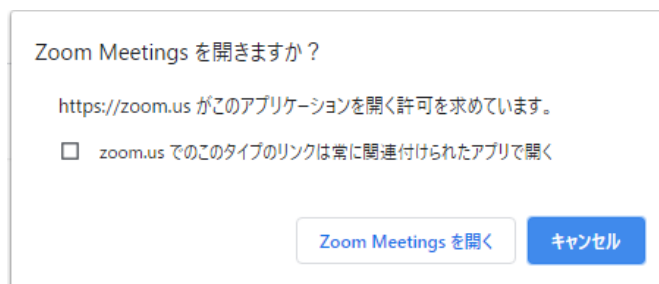 Zoom Meetings を開きますか？
https://zoom.us がこのアプリケーションを開く許可を求めています。
zoom.us でのこのタイプのリンクは常に関連付けられたアプリで開く
Zoom Meetings を開く
キャンセル